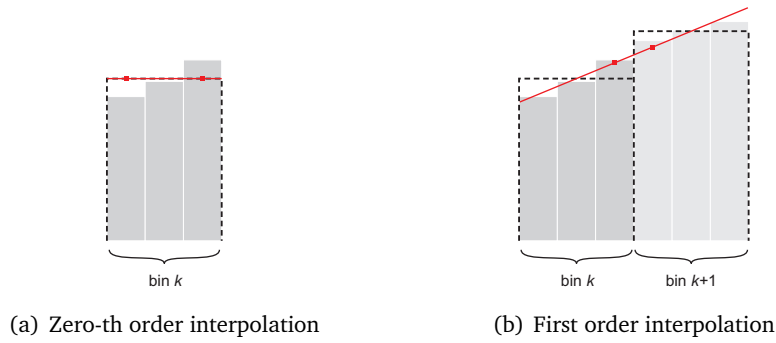 bin k
bin k
bin k+1
(a) Zero-th order interpolation
(b) First order interpolation